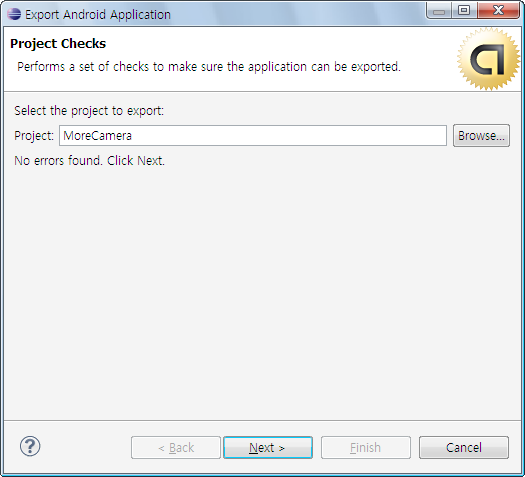 Export Android Application
Project Checks
Performs a set of checks to make sure the application can be exported.
Select the project to export:
Project: MoreCamera Browse...
No errors found. Click Next.
< Back Next > Finish Cancel